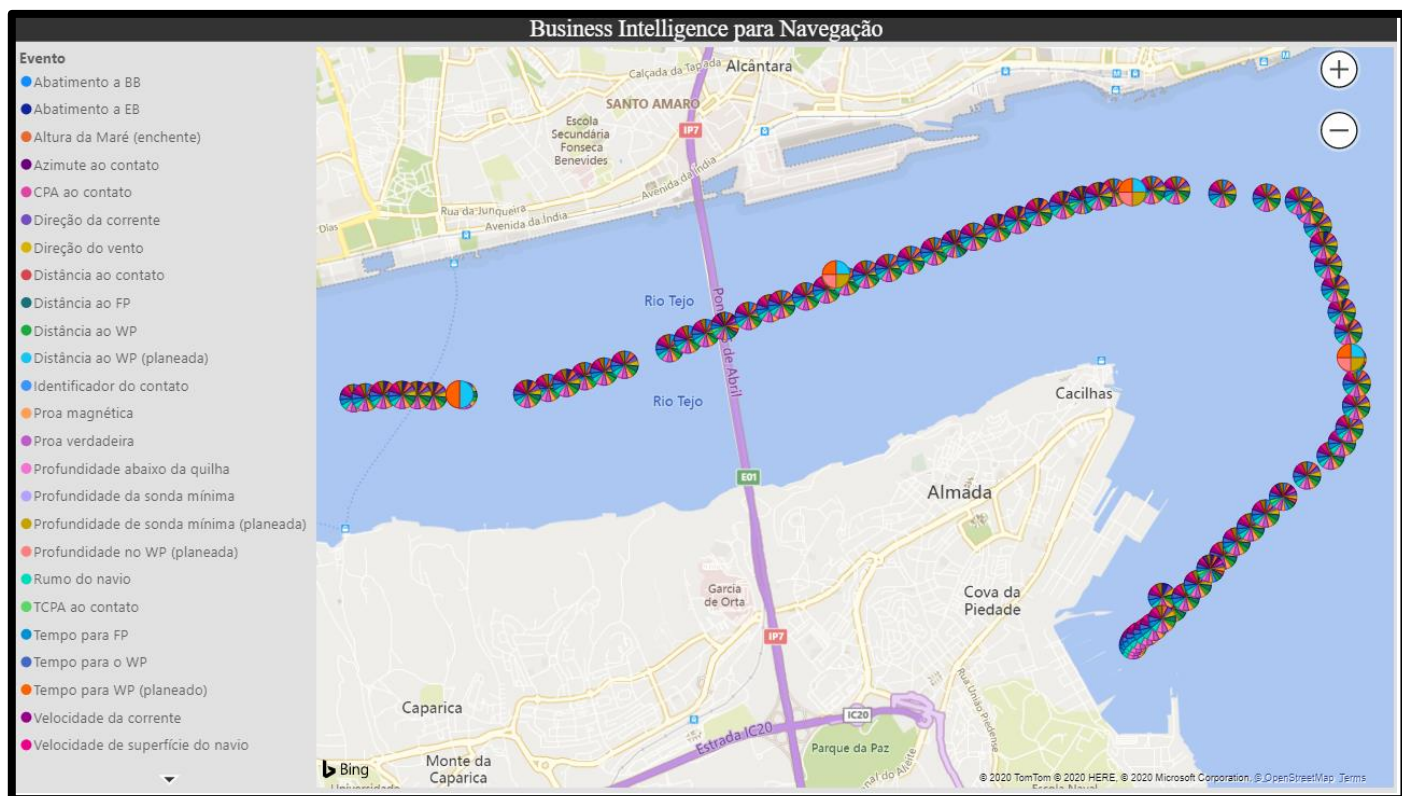 Business Intelligence para Navegação
Evento
Abatimento a BB
Abatimento a EB
Altura da Maré (enchente)
Azimute ao contato
CPA ao contato
Direção da corrente
Direção do vento
Distância ao contato
Distância ao FP
Distância ao WP
Distância ao WP (planeada)
Identificador do contato
Proa magnética
Proa verdadeira
Profundidade abaixo da quilha
Profundidade da sonda mínima
Profundidade de sonda mínima (planeada)
Profundidade no WP (planeada)
Rumo do navio
TCPA ao contato
Tempo para FP
Tempo para o WP
Tempo para WP (planeado)
Velocidade da corrente
Velocidade de superfície do navio
Calçada da Tapada
Alcântara
SANTO AMARO
IP7
Escola
Secundária
Fonseca
Benevides
Avenida da Índia
Rua da Junqueira
Avenida da Índia
Dias
Rio Tejo
de Abril
Rio Tejo
Cacilhas
E01
Almada
Garcia
de Orta
Cova da
Piedade
IP7
Rua União Piedense
Caparica
IC20
Estrada IC20
Parque da Paz
Monte da
Caparica
Bing
© 2020 TomTom © 2020 HERE, © 2020 Microsoft Corporation, © OpenStreetMap Terms